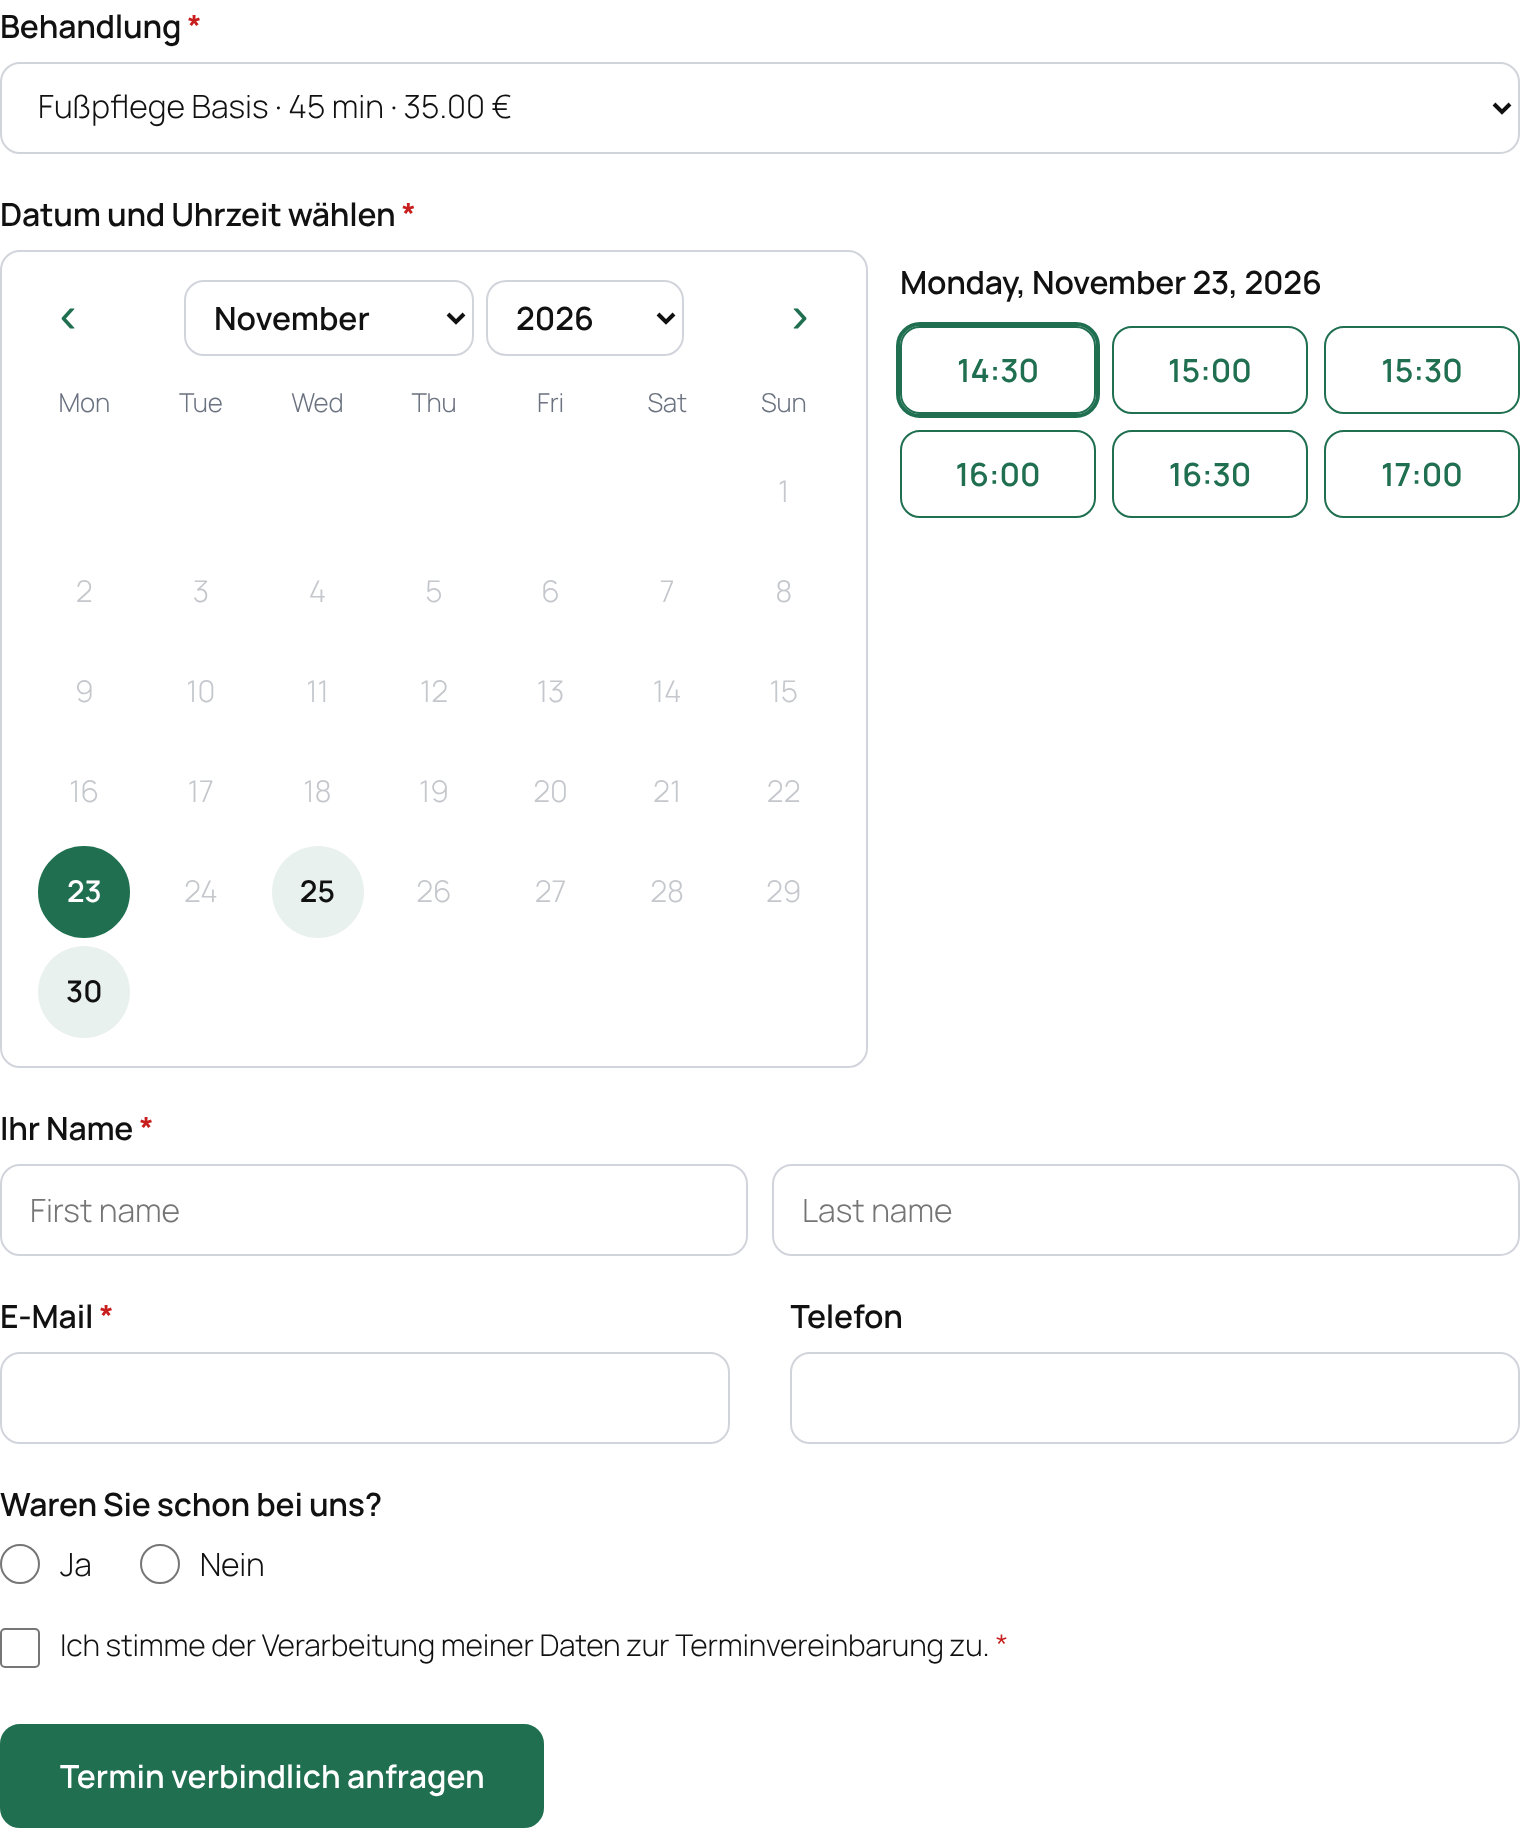 Behandlung *
Fußpflege Basis · 45 min · 35.00 €
Datum und Uhrzeit wählen *
‹ November 2026 ›
Mon Tue Wed Thu Fri Sat Sun
1
2 3 4 5 6 7 8
9 10 11 12 13 14 15
16 17 18 19 20 21 22
23 24 25 26 27 28 29
30
Monday, November 23, 2026
14:30 15:00 15:30
16:00 16:30 17:00
Ihr Name *
First name Last name
E-Mail * Telefon
Waren Sie schon bei uns?
Ja Nein
Ich stimme der Verarbeitung meiner Daten zur Terminvereinbarung zu. *
Termin verbindlich anfragen